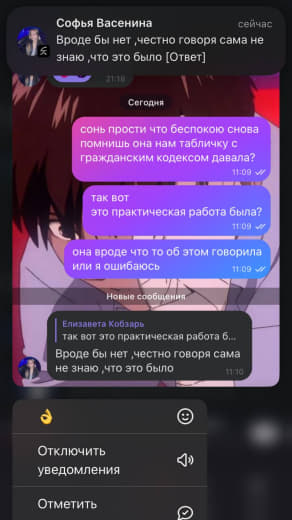 Софья Васенина
сейчас
Вроде бы нет ,честно говоря сама не
знаю ,что это было [Ответ]
21:18
Сегодня
сонь прости что беспокою снова
помнишь она нам табличку с
гражданским кодексом давала?
11:09
так вот
это практическая работа была?
11:09
она вроде что то об этом говорила
или я ошибаюсь
11:09
Новые сообщения
Елизавета Кобзарь
так вот это практическая работа б...
Вроде бы нет ,честно говоря сама
не знаю ,что это было
11:10
👌
Отключить
уведомления
Отметить